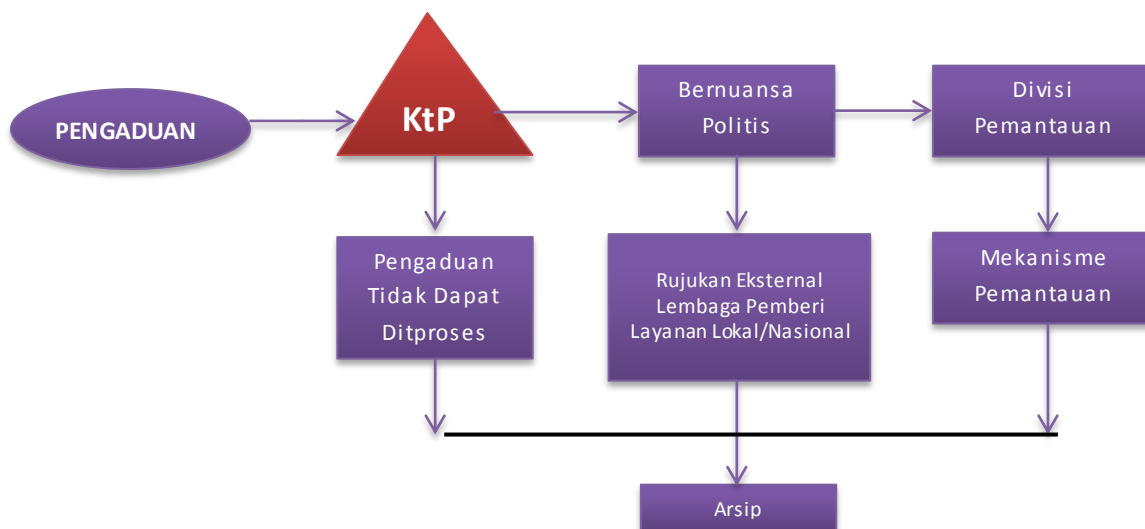 PENGADUAN
KtP
Bernuansa
Politis
Divisi
Pemantauan
Pengaduan
Tidak Dapat
Ditproses
Rujukan Eksternal
Lembaga Pemberi
Layanan Lokal/Nasional
Mekanisme
Pemantauan
Arsip